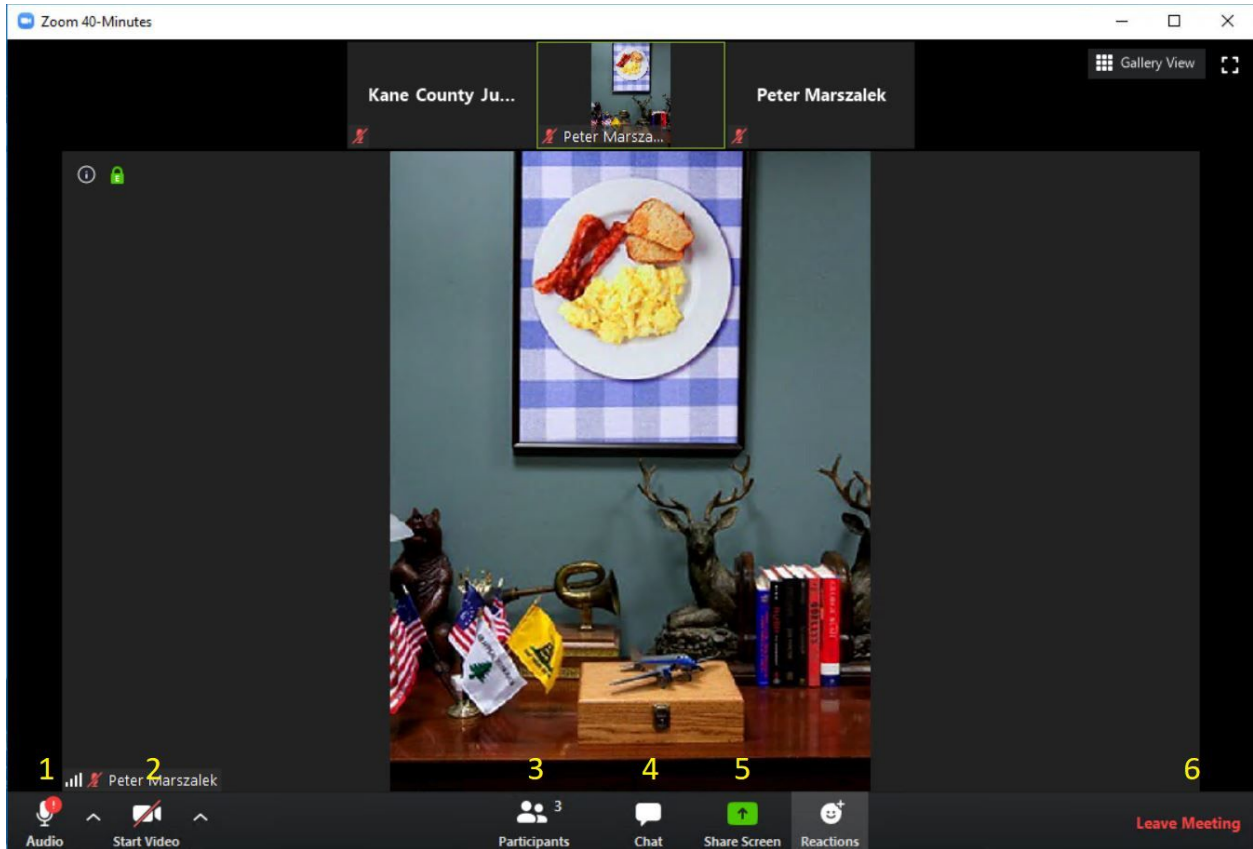 Zoom 40-Minutes
Gallery View
Kane County Ju...
Peter Marsza...
Peter Marszalek
E
1
2
3
4
5
6
Peter Marszalek
3
Audio
Start Video
Participants
Chat
Share Screen
Reactions
Leave Meeting